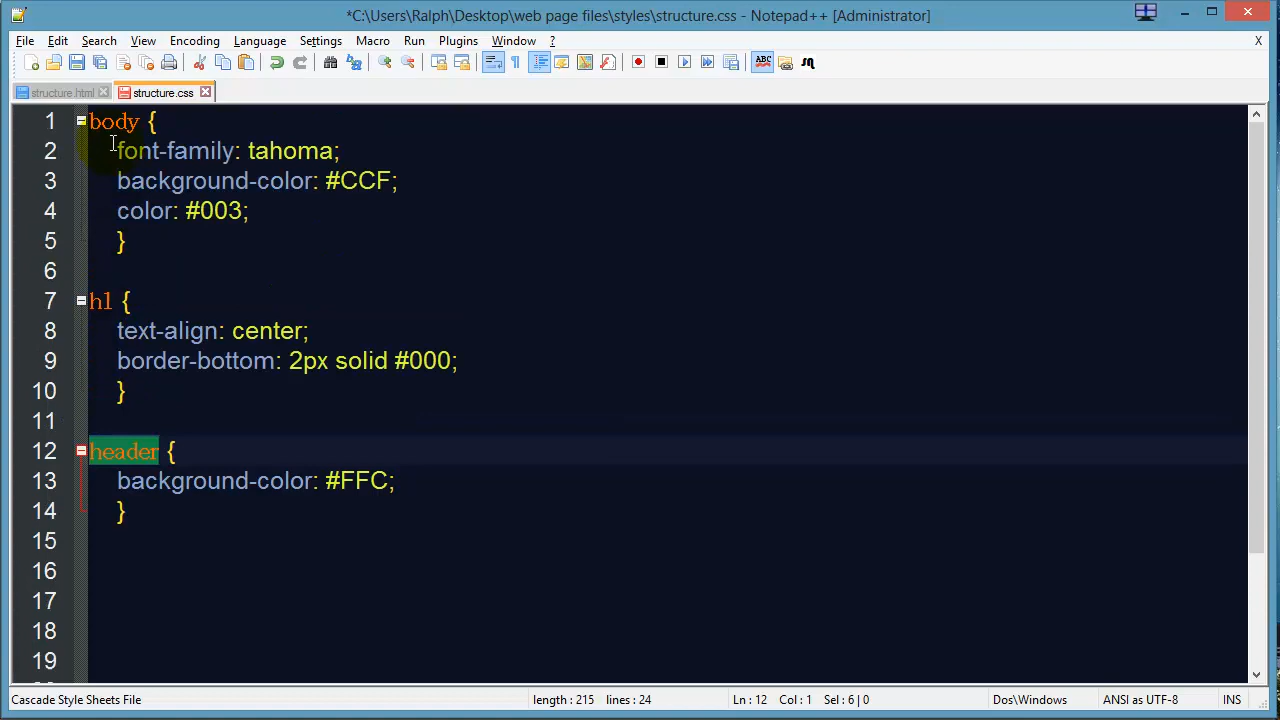 *C:\Users\Ralph\Desktop\web page files\styles\structure.css - Notepad++ [Administrator]
File Edit Search View Encoding Language Settings Macro Run Plugins Window ? X
ABC
structure.html structure.css
1 body {
2 font-family: tahoma;
3 background-color: #CCF;
4 color: #003;
5 }
6
7 h1 {
8 text-align: center;
9 border-bottom: 2px solid #000;
10 }
11
12 header {
13 background-color: #FFC;
14 }
15
16
17
18
19
Cascade Style Sheets File length : 215 lines : 24 Ln : 12 Col : 1 Sel : 6 | 0 Dos\Windows ANSI as UTF-8 INS